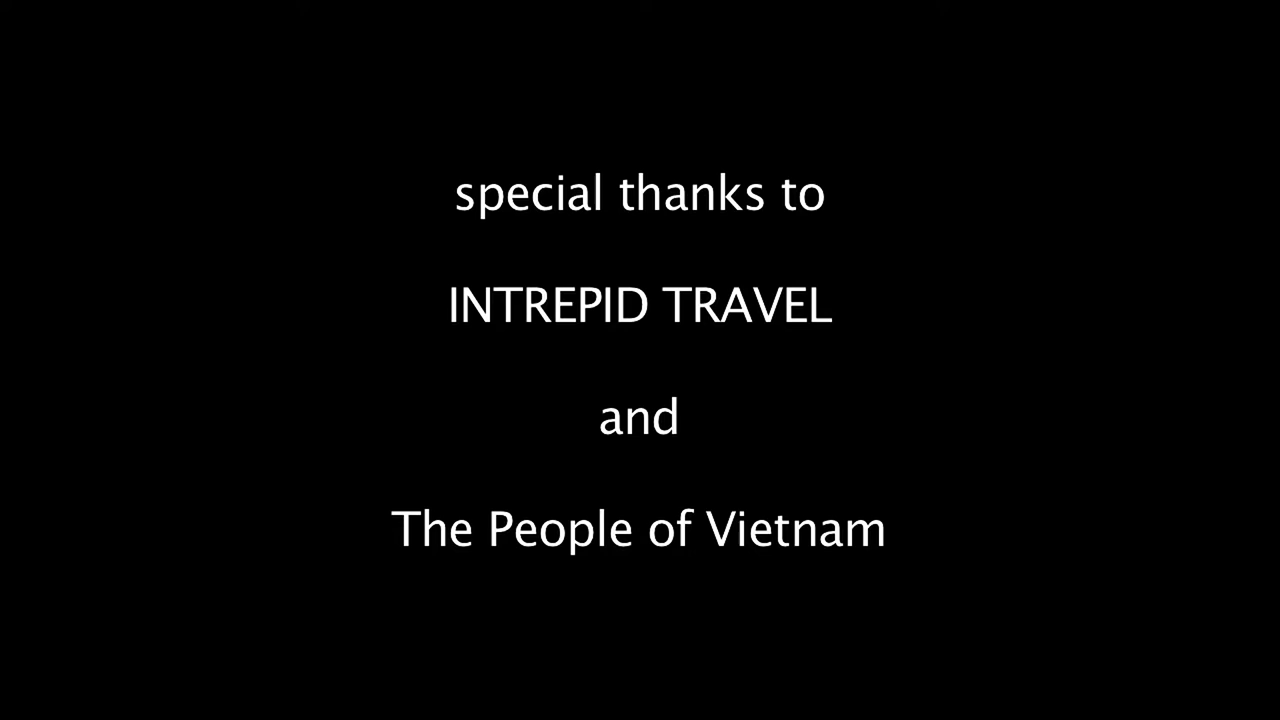 special thanks to
INTREPID TRAVEL
and
The People of Vietnam